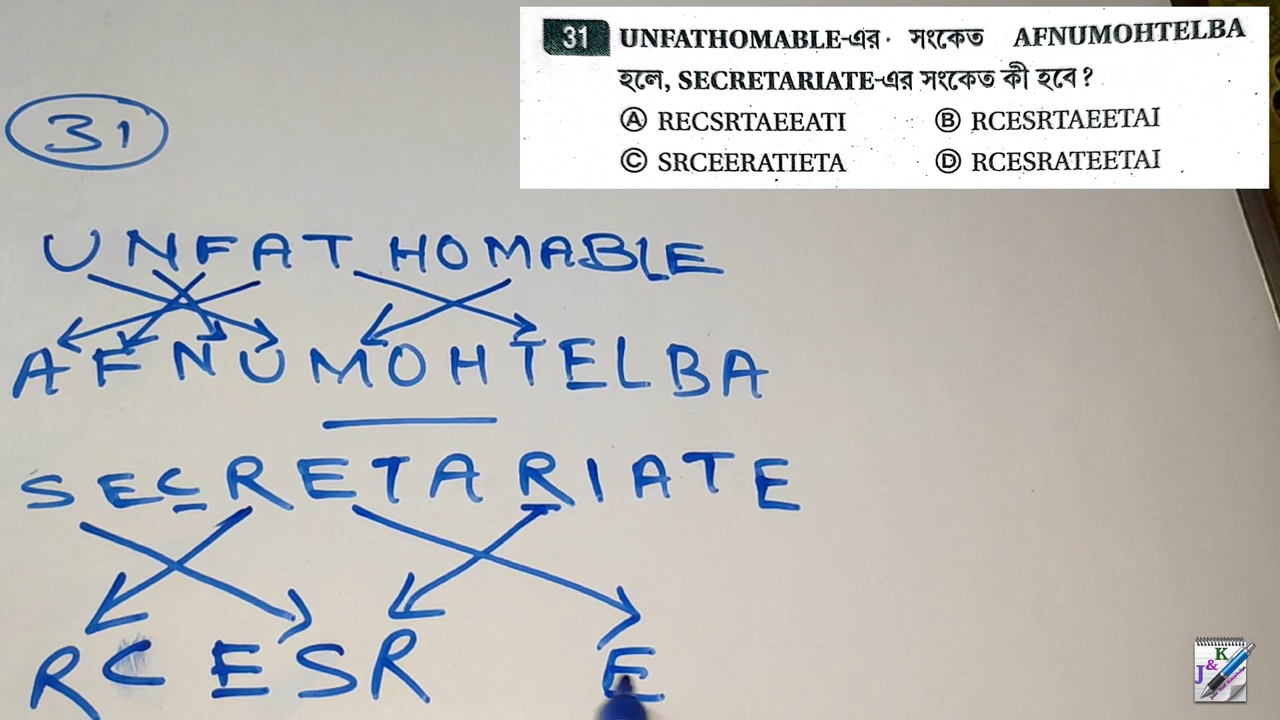 31 UNFATHOMABLE-এর সংকেত AFNUMOHTELBA
হলে, SECRETARIATE-এর সংকেত কী হবে?
Ⓐ RECSRTAEEATI Ⓑ RCESRTAEETAI
Ⓒ SRCEERATIETA Ⓓ RCESRATEETAI
31
UNFATHOMABLE
AFNUMOHTELBA
SECRETARIATE
RCESR E
J&K